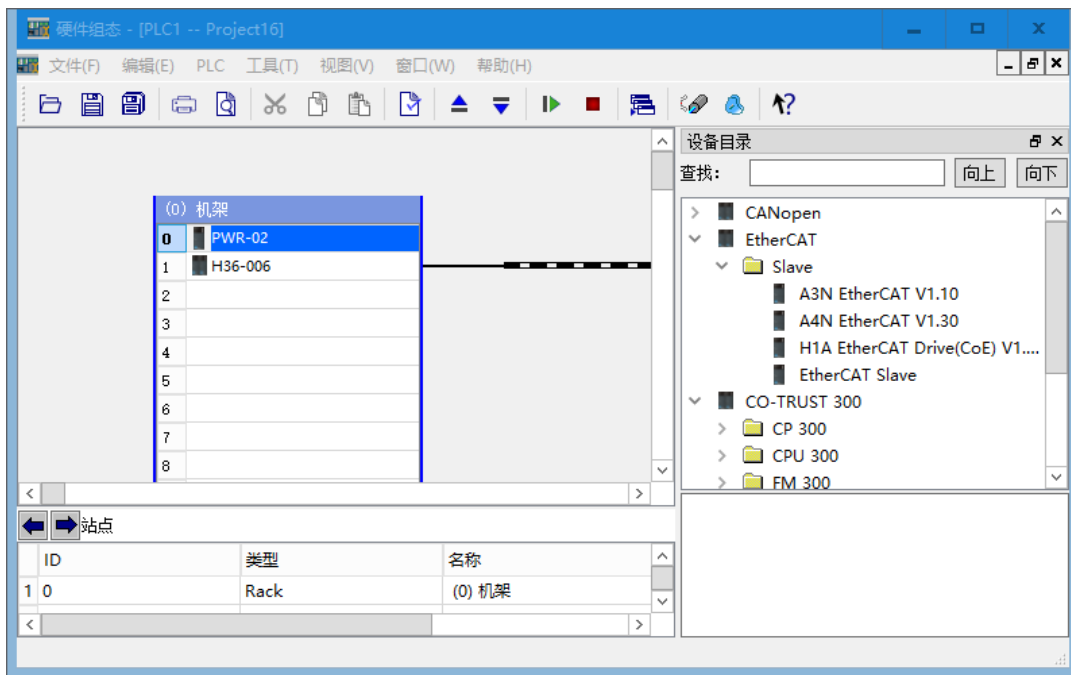 硬件组态 - [PLC1 -- Project16]
文件(F) 编辑(E) PLC 工具(T) 视图(V) 窗口(W) 帮助(H)
设备目录
查找: 向上 向下
(0) 机架
0 PWR-02
1 H36-006
2
3
4
5
6
7
8
CANopen
EtherCAT
Slave
A3N EtherCAT V1.10
A4N EtherCAT V1.30
H1A EtherCAT Drive(CoE) V1....
EtherCAT Slave
CO-TRUST 300
CP 300
CPU 300
FM 300
站点
ID 类型 名称
1 0 Rack (0) 机架